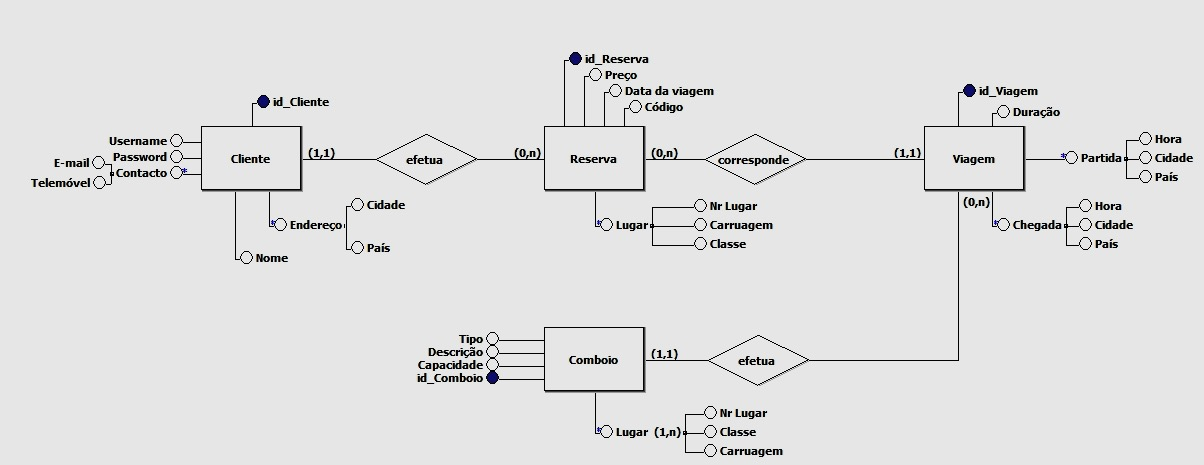 id_Reserva
Preço
Data da viagem
Código
id_Cliente
id_Viagem
Duração
Username
Password
Contacto
*
E-mail
Telemóvel
Cliente
(1,1)
efetua
(0,n)
Reserva
(0,n)
corresponde
(1,1)
Viagem
*
Partida
Hora
Cidade
País
(0,n)
*
Endereço
Cidade
País
Nome
*
Lugar
Nr Lugar
Carruagem
Classe
*
Chegada
Hora
Cidade
País
Tipo
Descrição
Capacidade
id_Comboio
Comboio
(1,1)
efetua
*
Lugar (1,n)
Nr Lugar
Classe
Carruagem